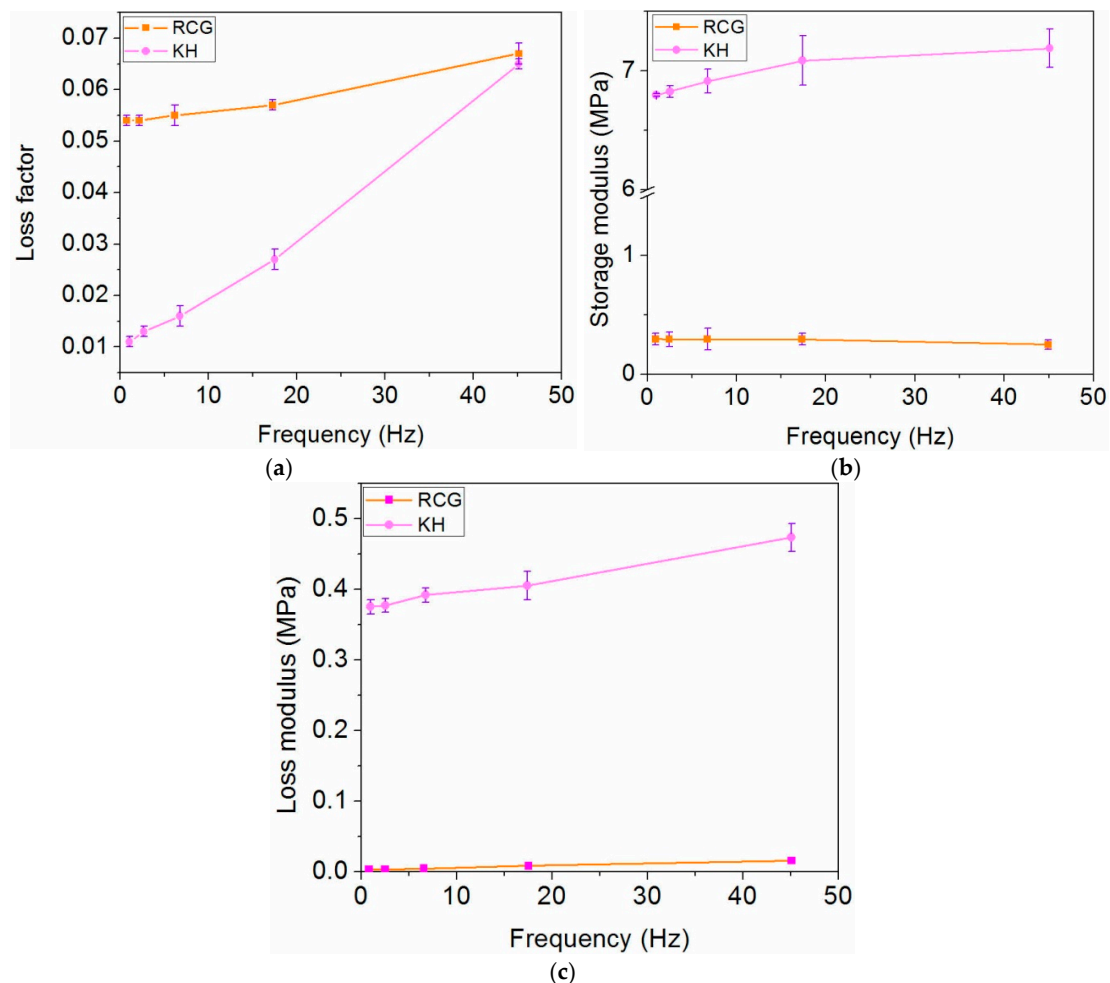 RCG
KH
0.07
0.06
0.05
0.04
0.03
0.02
0.01
Loss factor
0 10 20 30 40 50
Frequency (Hz)
(a)
RCG
KH
7
6
1
0
Storage modulus (MPa)
0 10 20 30 40 50
Frequency (Hz)
(b)
RCG
KH
0.5
0.4
0.3
0.2
0.1
0.0
Loss modulus (MPa)
0 10 20 30 40 50
Frequency (Hz)
(c)